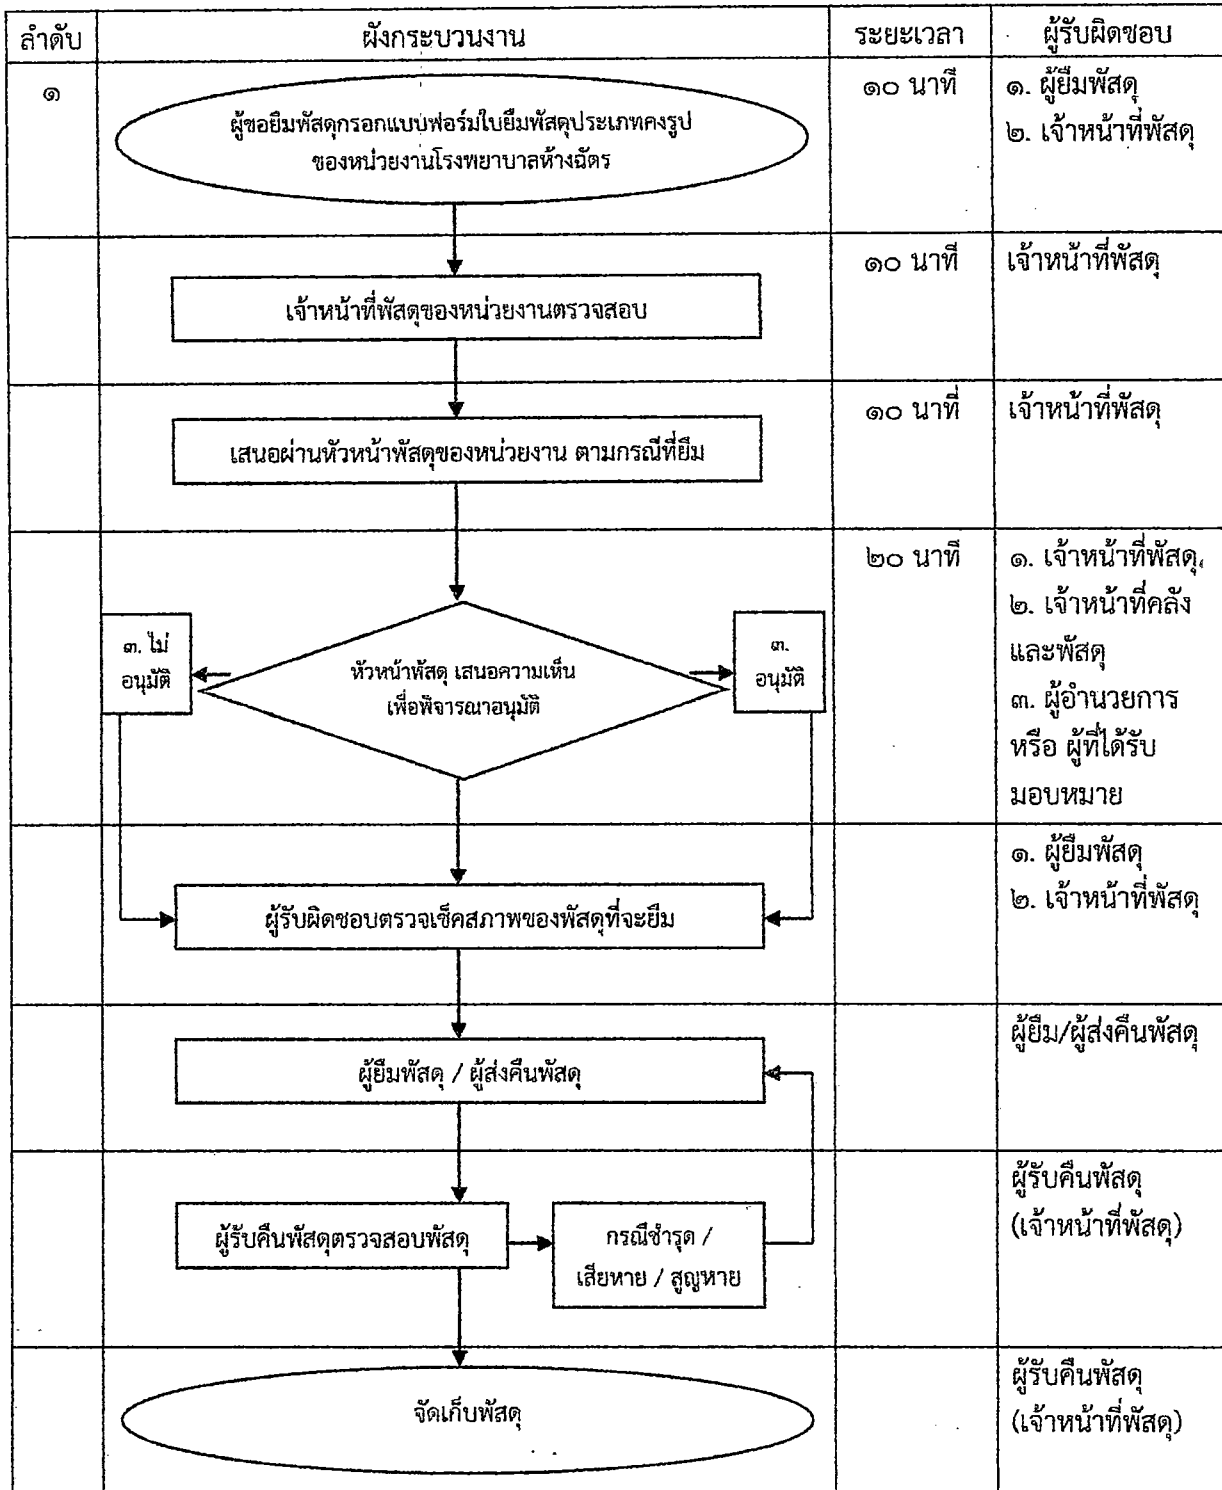 ลำดับ ผังกระบวนงาน ระยะเวลา ผู้รับผิดชอบ
๑
ผู้ขอยืมพัสดุกรอกแบบฟอร์มใบยืมพัสดุประเภทคงรูป
ของหน่วยงานโรงพยาบาลห้างฉัตร
๑๐ นาที
๑. ผู้ยืมพัสดุ
๒. เจ้าหน้าที่พัสดุ
เจ้าหน้าที่พัสดุของหน่วยงานตรวจสอบ
๑๐ นาที
เจ้าหน้าที่พัสดุ
เสนอผ่านหัวหน้าพัสดุของหน่วยงาน ตามกรณีที่ยืม
๑๐ นาที
เจ้าหน้าที่พัสดุ
๓. ไม่
อนุมัติ
หัวหน้าพัสดุ เสนอความเห็น
เพื่อพิจารณาอนุมัติ
๓.
อนุมัติ
๒๐ นาที
๑. เจ้าหน้าที่พัสดุ
๒. เจ้าหน้าที่คลัง
และพัสดุ
๓. ผู้อำนวยการ
หรือ ผู้ที่ได้รับ
มอบหมาย
ผู้รับผิดชอบตรวจเช็คสภาพของพัสดุที่จะยืม
๑. ผู้ยืมพัสดุ
๒. เจ้าหน้าที่พัสดุ
ผู้ยืมพัสดุ / ผู้ส่งคืนพัสดุ
ผู้ยืม/ผู้ส่งคืนพัสดุ
ผู้รับคืนพัสดุตรวจสอบพัสดุ
กรณีชำรุด /
เสียหาย / สูญหาย
ผู้รับคืนพัสดุ
(เจ้าหน้าที่พัสดุ)
จัดเก็บพัสดุ
ผู้รับคืนพัสดุ
(เจ้าหน้าที่พัสดุ)